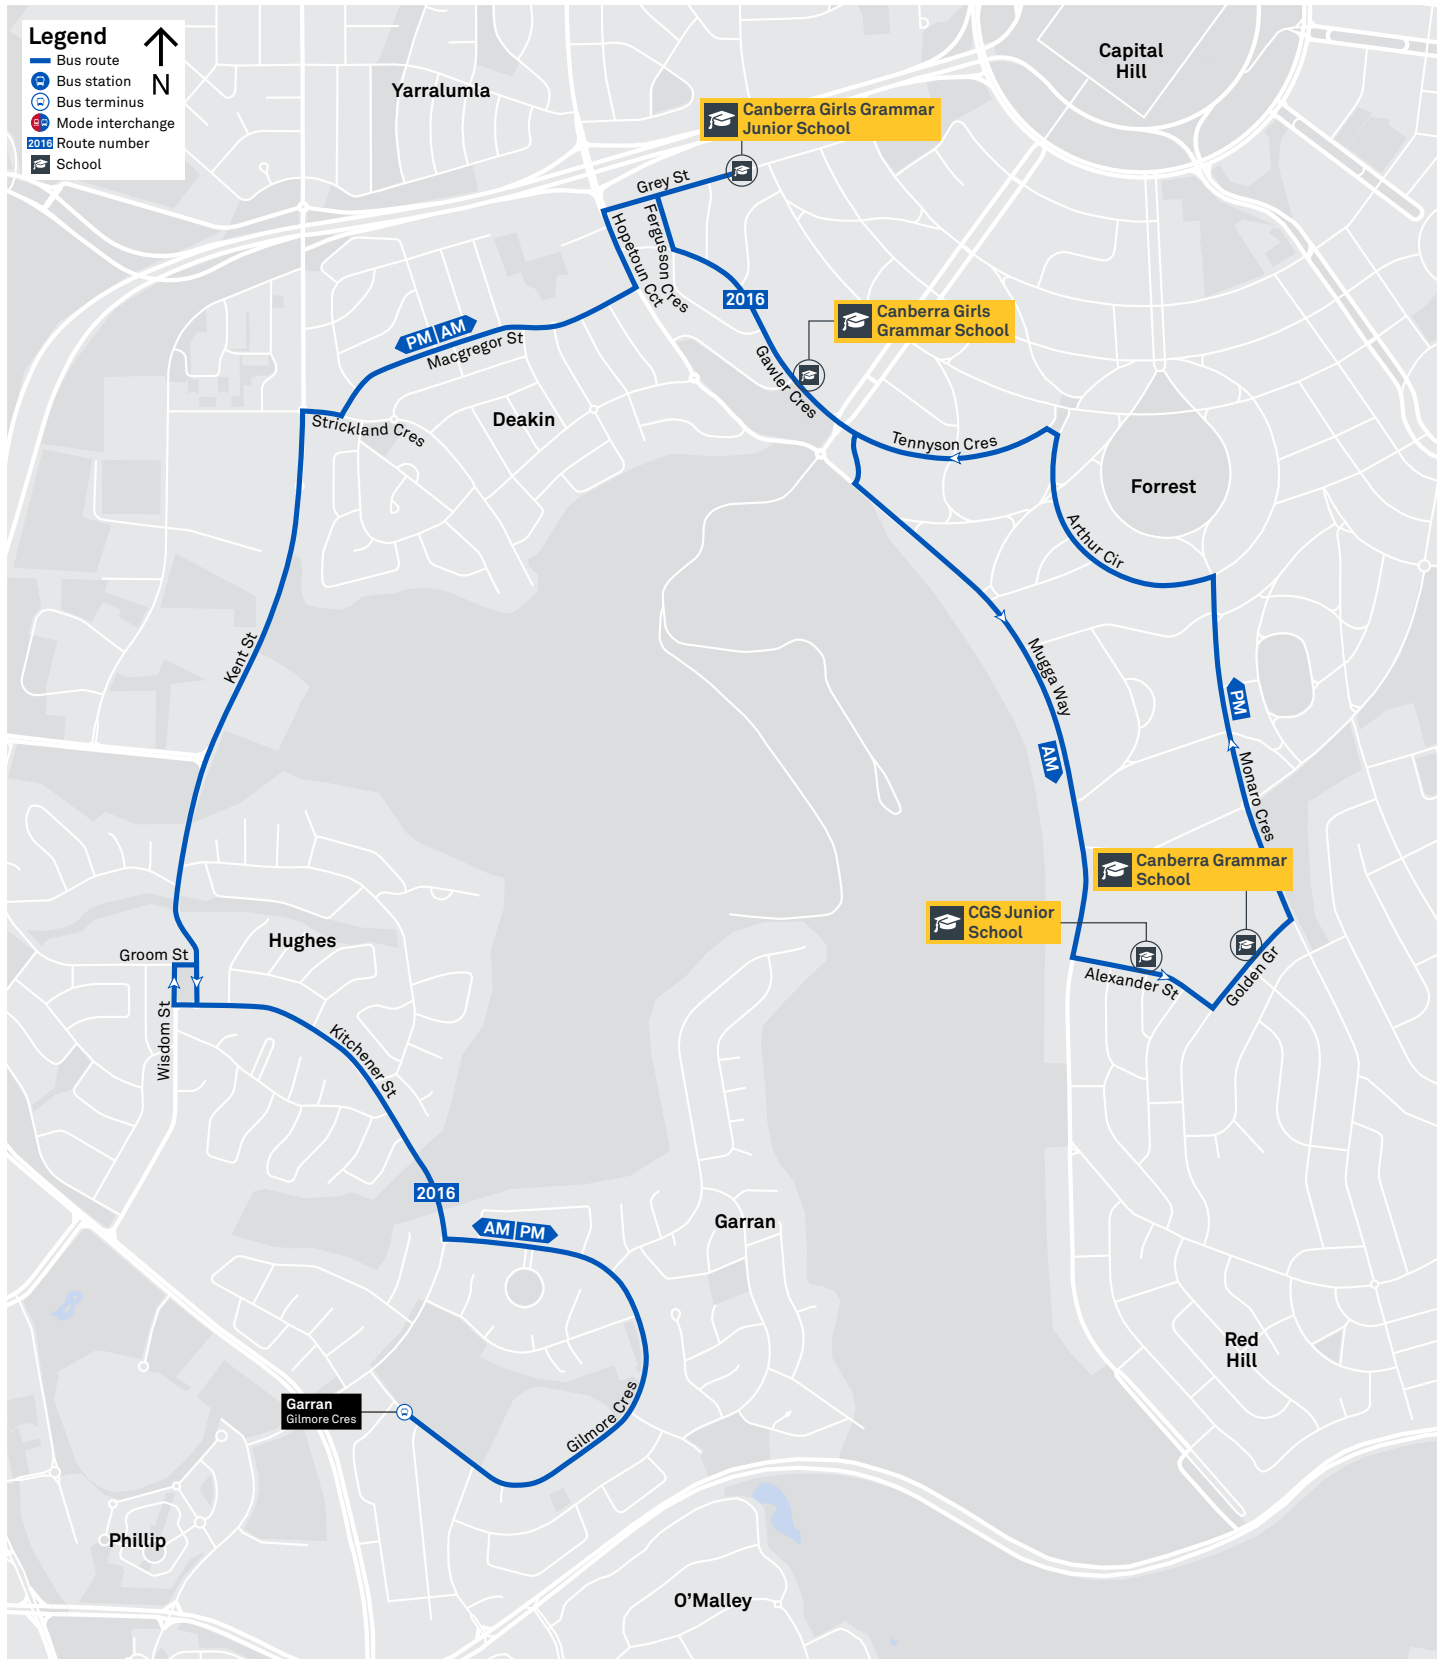 Legend
N
Bus route
Bus station
Bus terminus
Mode interchange
2016 Route number
School
Yarralumla
Capital
Hill
Canberra Girls Grammar
Junior School
Grey St
Fergusson Cres
Hopetoun Cct
2016
Canberra Girls
Grammar School
PM AM
Macgregor St
Gawler Cres
Deakin
Strickland Cres
Tennyson Cres
Forrest
Arthur Cir
Kent St
Mugga Way
PM
AM
Monaro Cres
Canberra Grammar
School
CGS Junior
School
Hughes
Groom St
Alexander St
Golden Gr
Wisdom St
Kitchener St
2016
AM PM
Garran
Red
Hill
Garran
Gilmore Cres
Gilmore Cres
Phillip
O'Malley